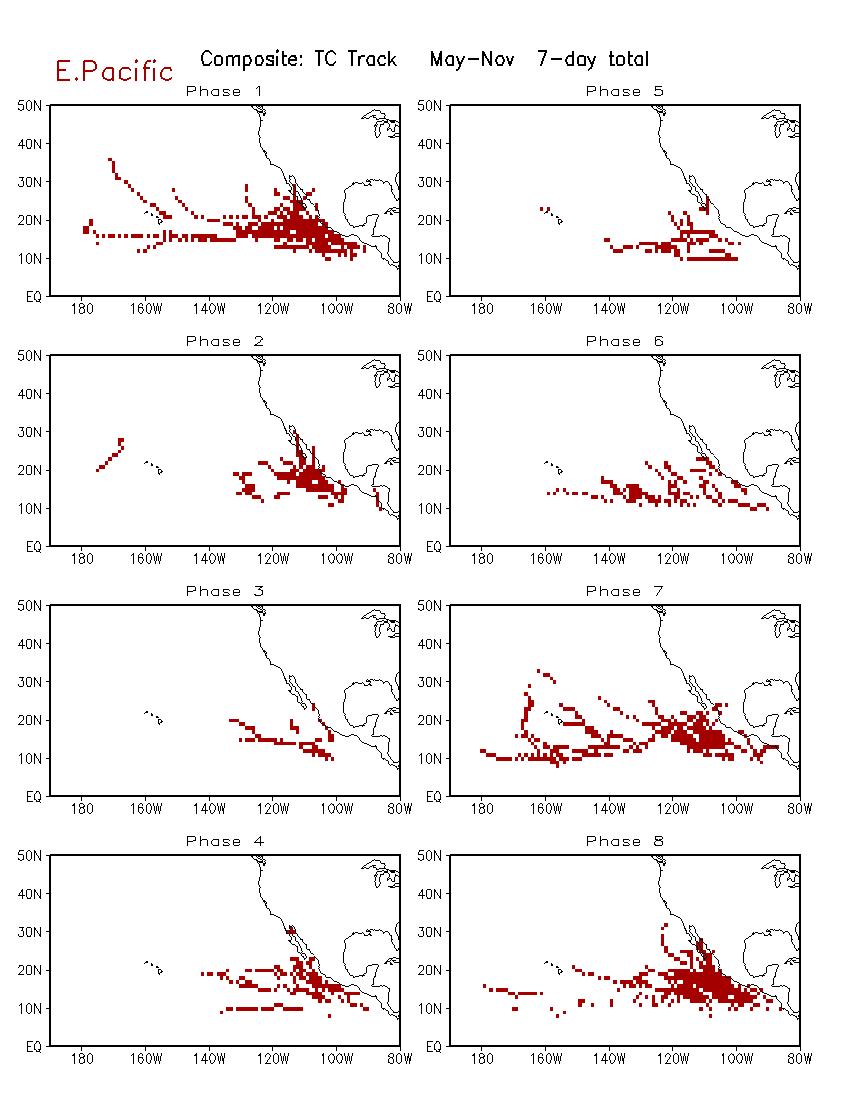 E.Pacific
Composite: TC Track   May-Nov   7-day total
Phase 1
50N
40N
30N
20N
10N
EQ
180 160W 140W 120W 100W 80W
Phase 5
50N
40N
30N
20N
10N
EQ
180 160W 140W 120W 100W 80W
Phase 2
50N
40N
30N
20N
10N
EQ
180 160W 140W 120W 100W 80W
Phase 6
50N
40N
30N
20N
10N
EQ
180 160W 140W 120W 100W 80W
Phase 3
50N
40N
30N
20N
10N
EQ
180 160W 140W 120W 100W 80W
Phase 7
50N
40N
30N
20N
10N
EQ
180 160W 140W 120W 100W 80W
Phase 4
50N
40N
30N
20N
10N
EQ
180 160W 140W 120W 100W 80W
Phase 8
50N
40N
30N
20N
10N
EQ
180 160W 140W 120W 100W 80W